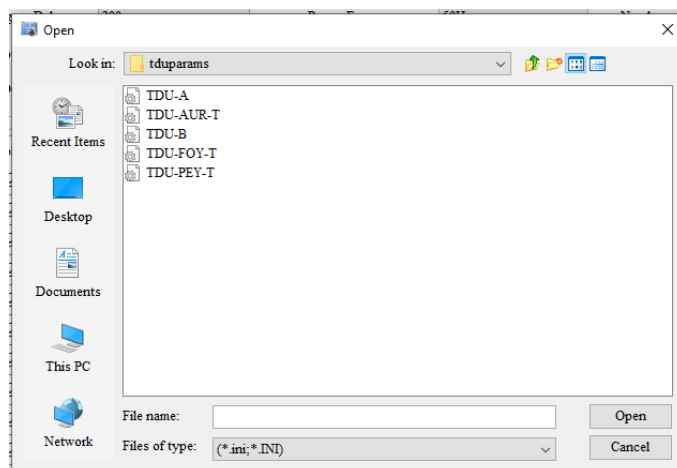 Open
Look in:
tduparams
TDU-A
TDU-AUR-T
TDU-B
TDU-FOY-T
TDU-PEY-T
Recent Items
Desktop
Documents
This PC
Network
File name:
Open
Files of type:
(*.ini;*.INI)
Cancel